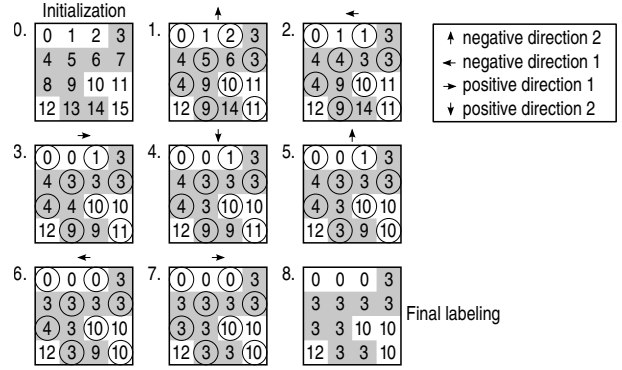 Initialization
0. 0 1 2 3
4 5 6 7
8 9 10 11
12 13 14 15
1. 0 1 2 3
4 5 6 3
4 9 10 11
12 9 14 11
2. 0 1 1 3
4 4 3 3
4 9 10 11
12 9 14 11
negative direction 2
negative direction 1
positive direction 1
positive direction 2
3. 0 0 1 3
4 3 3 3
4 4 10 10
12 9 9 11
4. 0 0 1 3
4 3 3 3
4 3 10 10
12 9 9 10
5. 0 0 1 3
4 3 3 3
4 3 10 10
12 3 9 10
6. 0 0 0 3
3 3 3 3
4 3 10 10
12 3 9 10
7. 0 0 0 3
3 3 3 3
3 3 10 10
12 3 3 10
8. 0 0 0 3
3 3 3 3
3 3 10 10
12 3 3 10
Final labeling